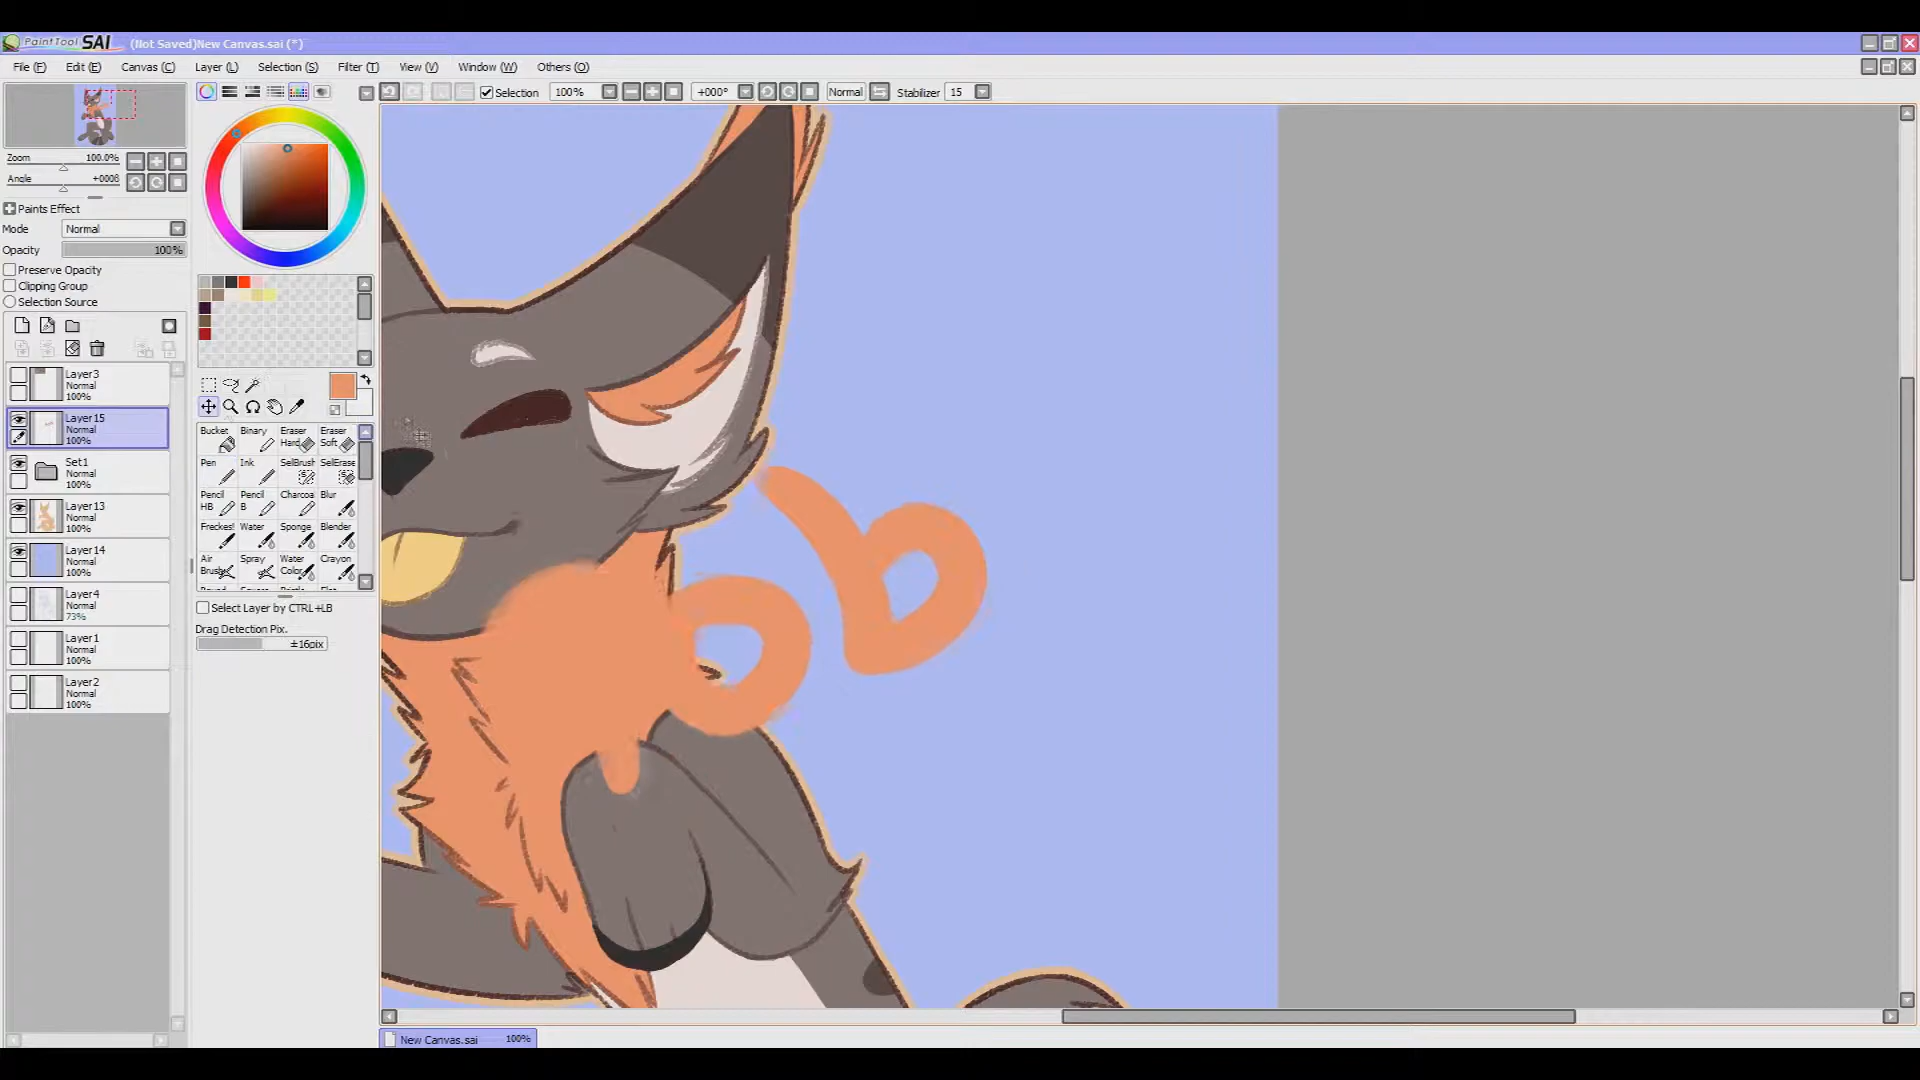 PaintTool SAI (Not Saved)New Canvas.sai (*)
File (F) Edit (E) Canvas (C) Layer (L) Selection (S) Filter (T) View (V) Window (W) Others (O)
Selection 100% +000° Normal Stabilizer 15
Zoom 100.0%
Angle +000
Paints Effect
Mode Normal
Opacity 100%
Preserve Opacity
Clipping Group
Selection Source
Layer3
Normal
100%
Layer15
Normal
100%
Set1
Normal
100%
Layer13
Normal
100%
Layer14
Normal
100%
Layer4
Normal
73%
Layer1
Normal
100%
Layer2
Normal
100%
Bucket Binary Eraser Hard Eraser Soft
Pen Ink SelBrush SelErase
Pencil HB Pencil B Charcoa Blur
Freckes! Water Sponge Blender
Air Brush Spray Water Color Crayon
Select Layer by CTRL+LB
Drag Detection Pix.
±16pix
ob
New Canvas.sai 100%